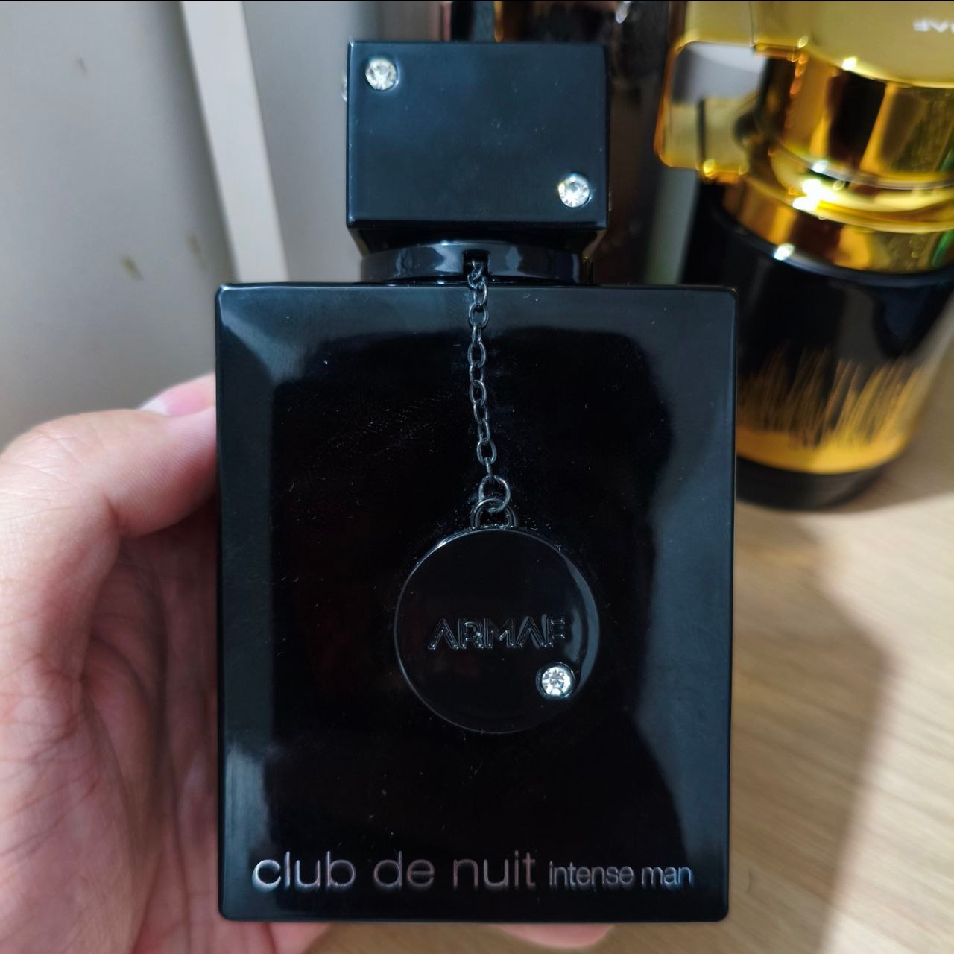 ARMAF
club de nuit intense man